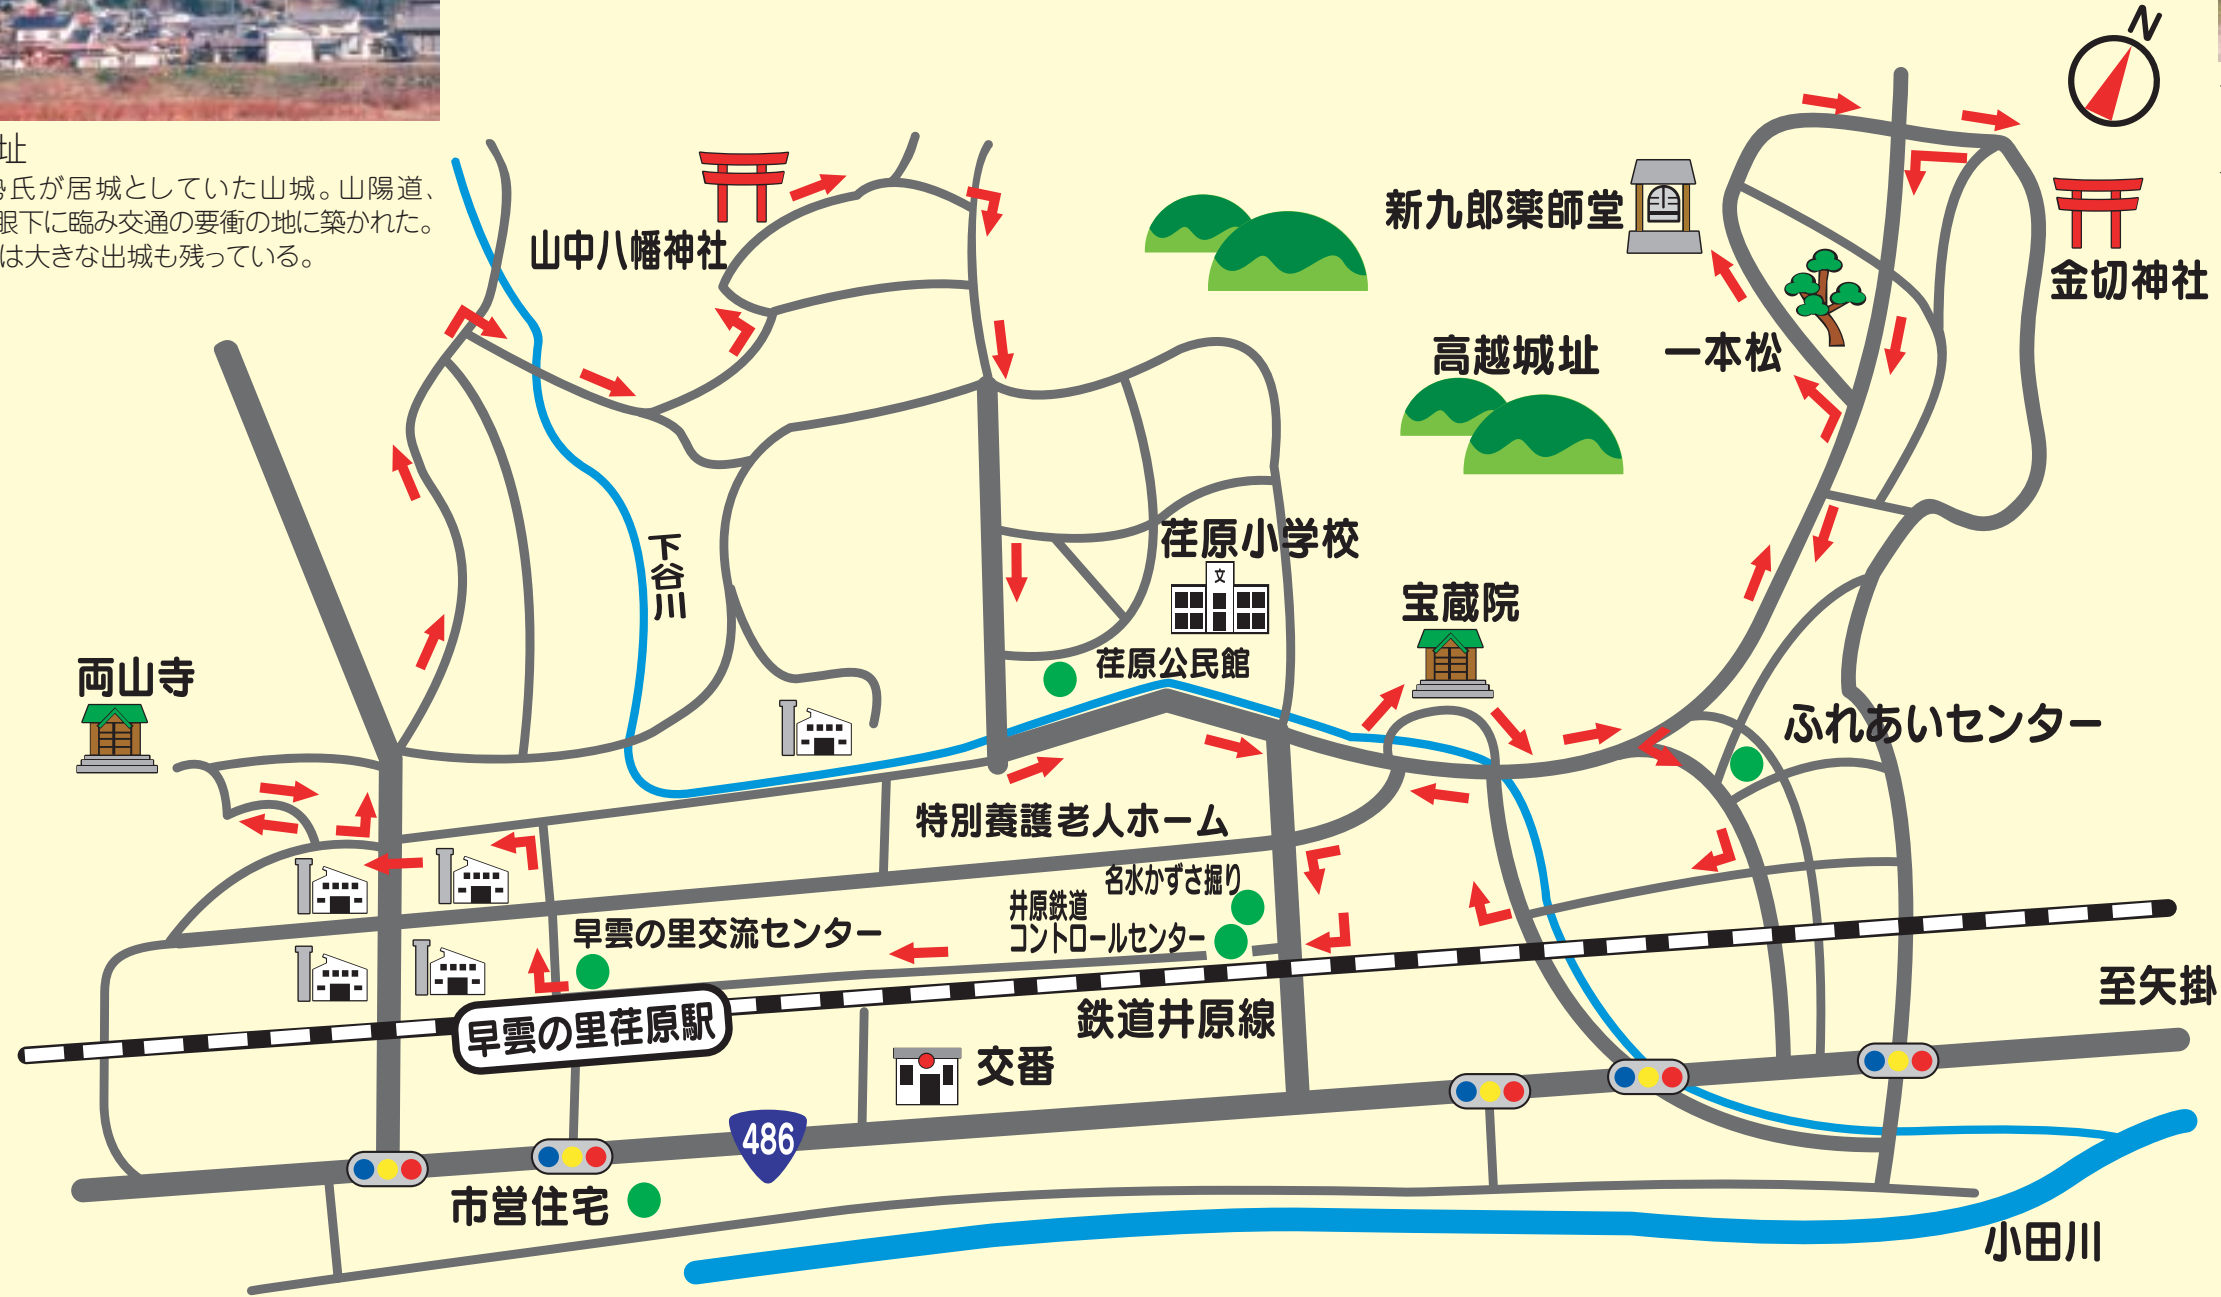 址
氏が居城としていた山城。山陽道、
眼下に臨み交通の要衝の地に築かれた。
は大きな出城も残っている。
N
山中八幡神社
新九郎薬師堂
金切神社
高越城址
一本松
下谷川
荏原小学校
文
宝蔵院
両山寺
荏原公民館
ふれあいセンター
特別養護老人ホーム
名水かずさ掘り
井原鉄道
コントロールセンター
早雲の里交流センター
至矢掛
早雲の里荏原駅
鉄道井原線
交番
486
市営住宅
小田川